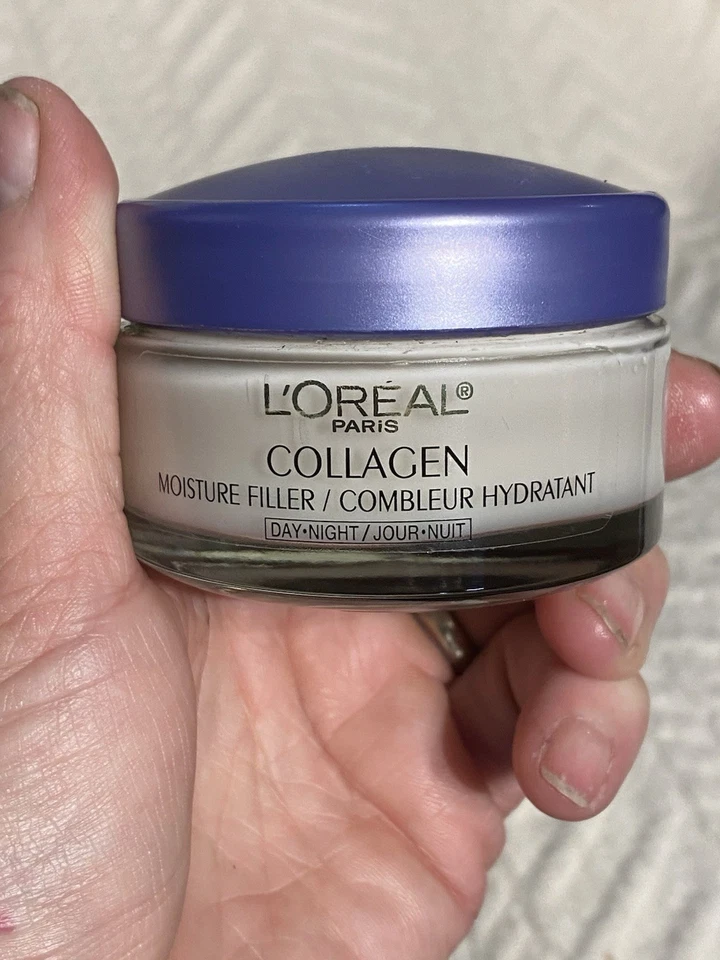 L'ORÉAL®
PARiS
COLLAGEN
MOISTURE FILLER / COMBLEUR HYDRATANT
DAY•NIGHT / JOUR•NUIT